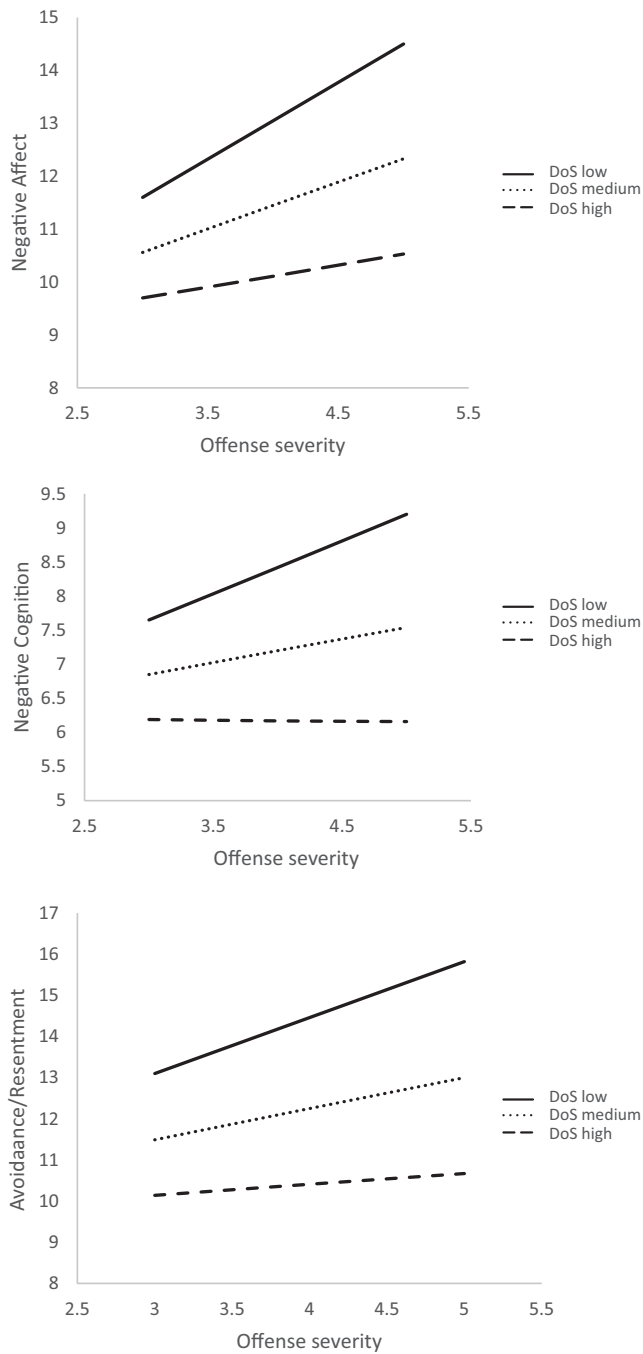 15
14
13
12
11
10
9
8
Negative Affect
2.5 3.5 4.5 5.5
Offense severity
DoS low
DoS medium
DoS high
9.5
9
8.5
8
7.5
7
6.5
6
5.5
5
Negative Cognition
2.5 3.5 4.5 5.5
Offense severity
DoS low
DoS medium
DoS high
17
16
15
14
13
12
11
10
9
8
Avoidaance/Resentment
2.5 3 3.5 4 4.5 5 5.5
Offense severity
DoS low
DoS medium
DoS high